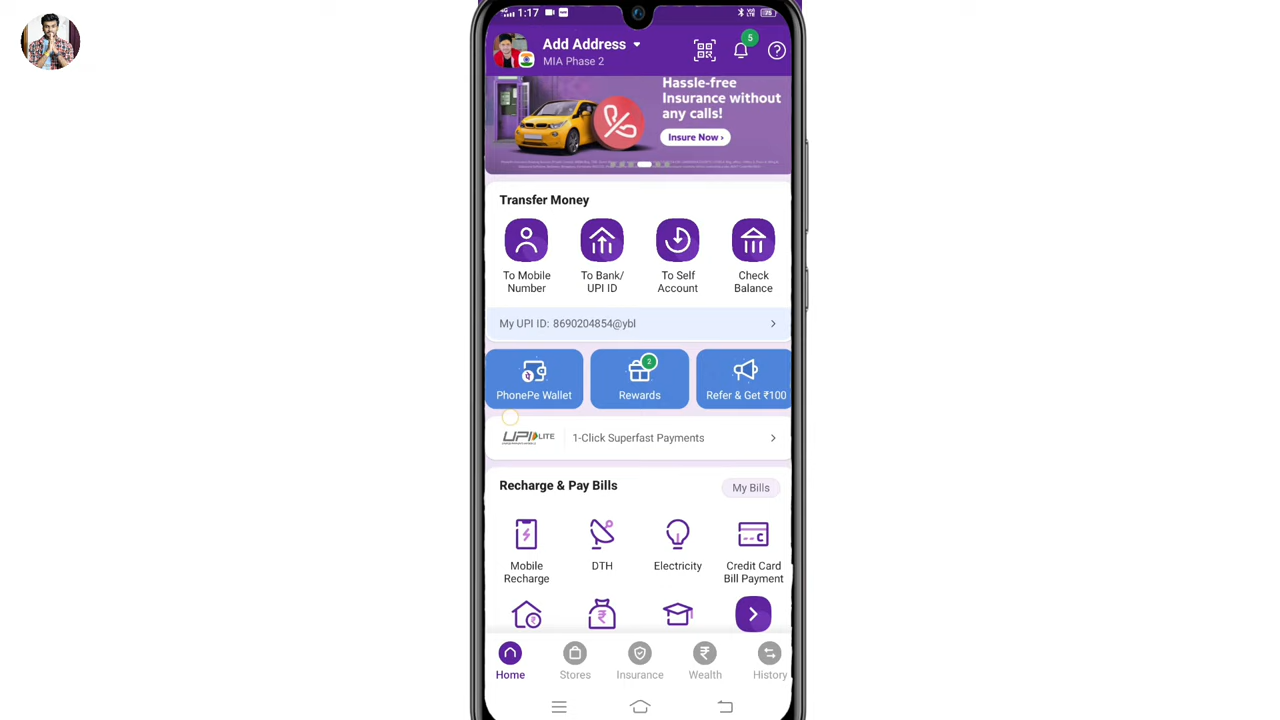 1:17
5
Add Address
MIA Phase 2
Hassle-free
Insurance without
any calls!
Insure Now ›
Transfer Money
To Mobile
Number
To Bank/
UPI ID
To Self
Account
Check
Balance
My UPI ID: 8690204854@ybl
2
PhonePe Wallet
Rewards
Refer & Get ₹100
UPI LITE
1-Click Superfast Payments
Recharge & Pay Bills
My Bills
Mobile
Recharge
DTH
Electricity
Credit Card
Bill Payment
Home
Stores
Insurance
Wealth
History